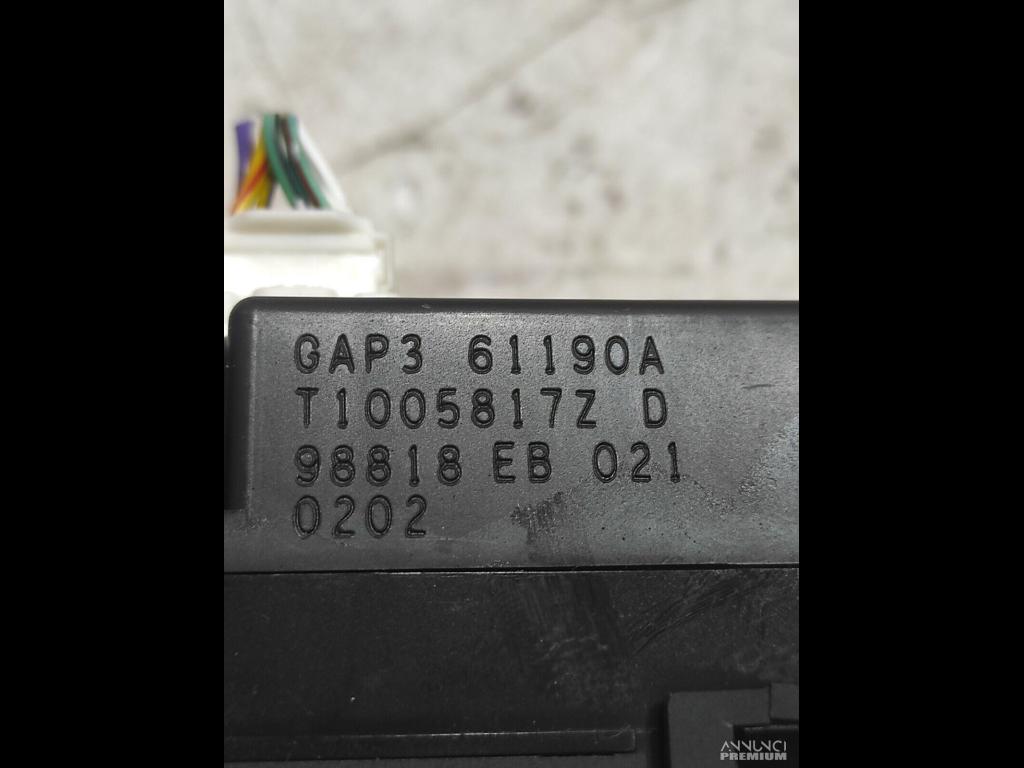 GAP3 61190A
T1005817Z D
98818 EB 021
0202
ANNUNCI
PREMIUM